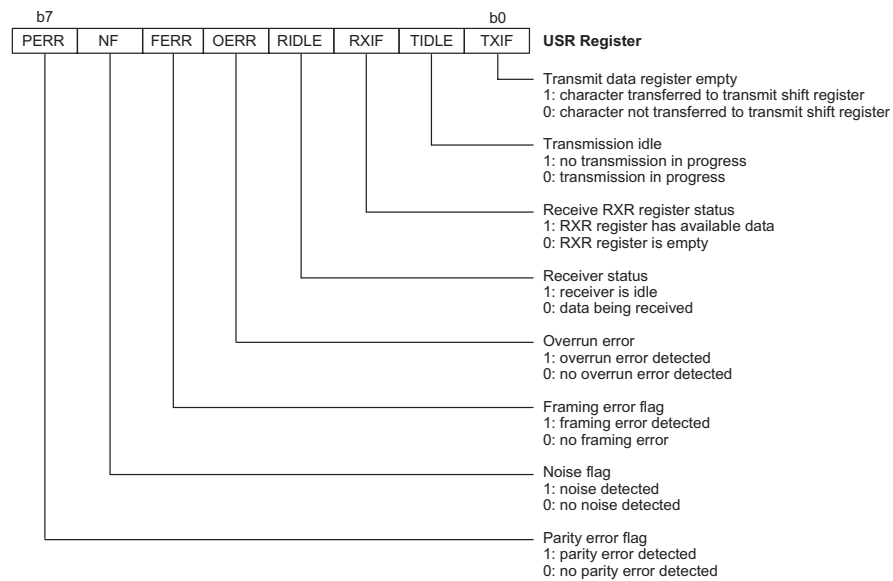 b7 b0
PERR NF FERR OERR RIDLE RXIF TIDLE TXIF USR Register
Transmit data register empty
1: character transferred to transmit shift register
0: character not transferred to transmit shift register
Transmission idle
1: no transmission in progress
0: transmission in progress
Receive RXR register status
1: RXR register has available data
0: RXR register is empty
Receiver status
1: receiver is idle
0: data being received
Overrun error
1: overrun error detected
0: no overrun error detected
Framing error flag
1: framing error detected
0: no framing error
Noise flag
1: noise detected
0: no noise detected
Parity error flag
1: parity error detected
0: no parity error detected